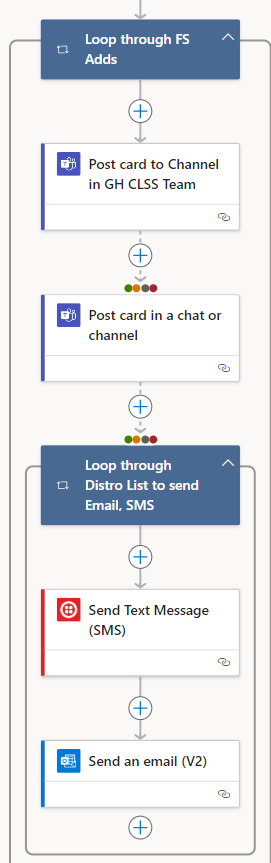 Loop through FS
Adds
Post card to Channel
in GH CLSS Team
Post card in a chat or
channel
Loop through
Distro List to send
Email, SMS
Send Text Message
(SMS)
Send an email (V2)